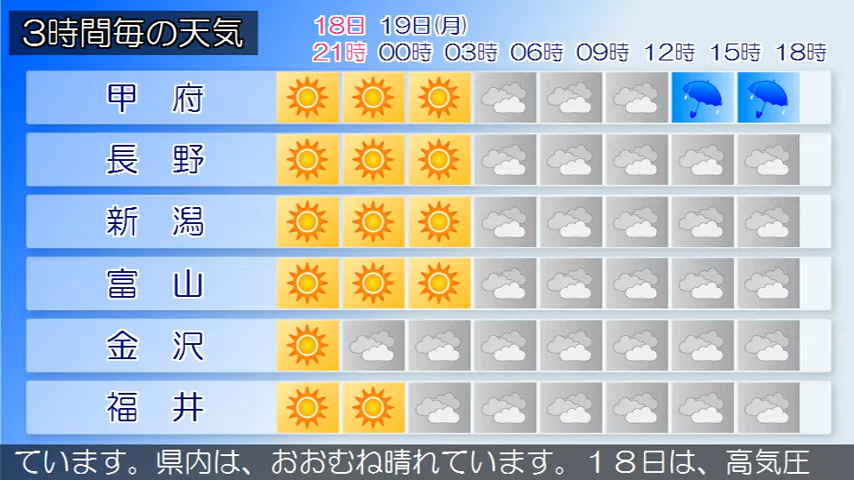 3時間毎の天気
18日 19日(月)
21時 00時 03時 06時 09時 12時 15時 18時
甲府
長野
新潟
富山
金沢
福井
ています。県内は、おおむね晴れています。１８日は、高気圧